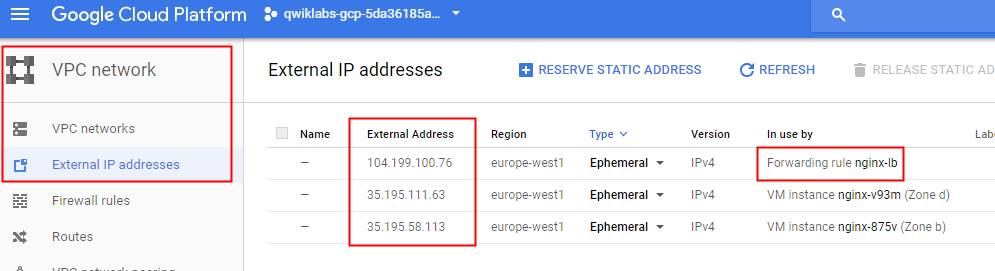 Google Cloud Platform qwiklabs-gcp-5da36185a...
VPC network
External IP addresses RESERVE STATIC ADDRESS REFRESH RELEASE STATIC AD
VPC networks
External IP addresses
Firewall rules
Routes
VPC network peering
Name External Address Region Type Version In use by Labe
– 104.199.100.76 europe-west1 Ephemeral IPv4 Forwarding rule nginx-lb
– 35.195.111.63 europe-west1 Ephemeral IPv4 VM instance nginx-v93m (Zone d)
– 35.195.58.113 europe-west1 Ephemeral IPv4 VM instance nginx-875v (Zone b)